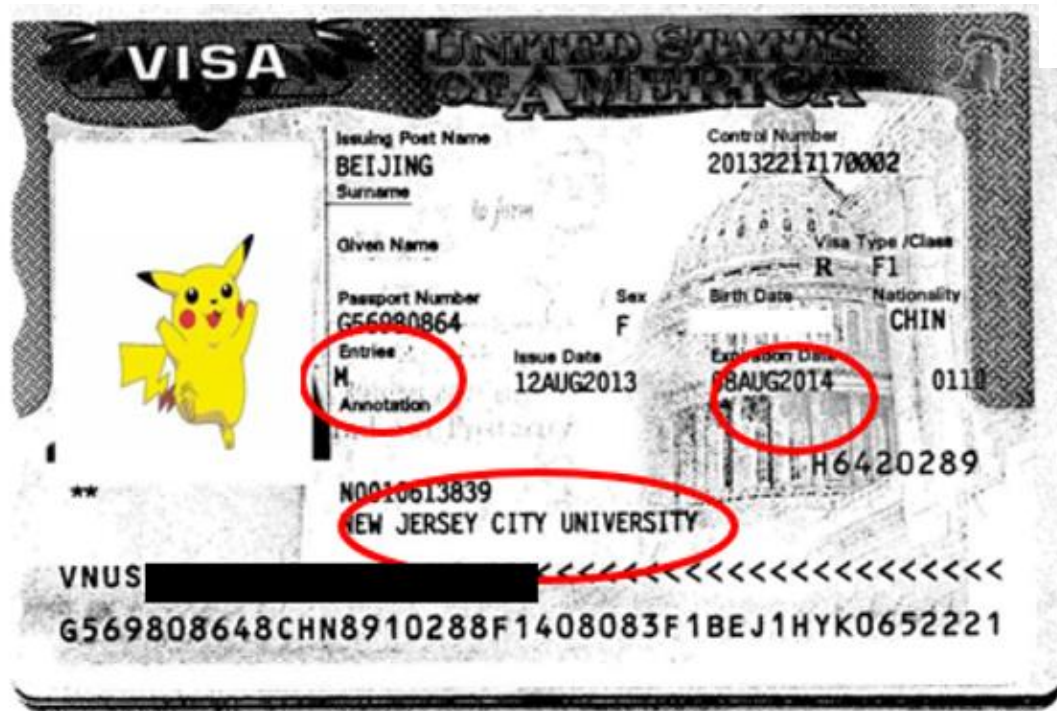 VISA
UNITED STATES
OF AMERICA
Issuing Post Name Control Number
BEIJING 20132217170002
Surname
Given Name Visa Type /Class
R F1
Passport Number Sex Birth Date Nationality
G56980864 F CHIN
Entries Issue Date Expiration Date
M 12AUG2013 08AUG2014 0110
Annotation
H6420289
** N0010613839
NEW JERSEY CITY UNIVERSITY
VNUS <<<<<<<<<<<<<<<<<<<<<<<
G569808648CHN8910288F1408083F1BEJ1HYK0652221